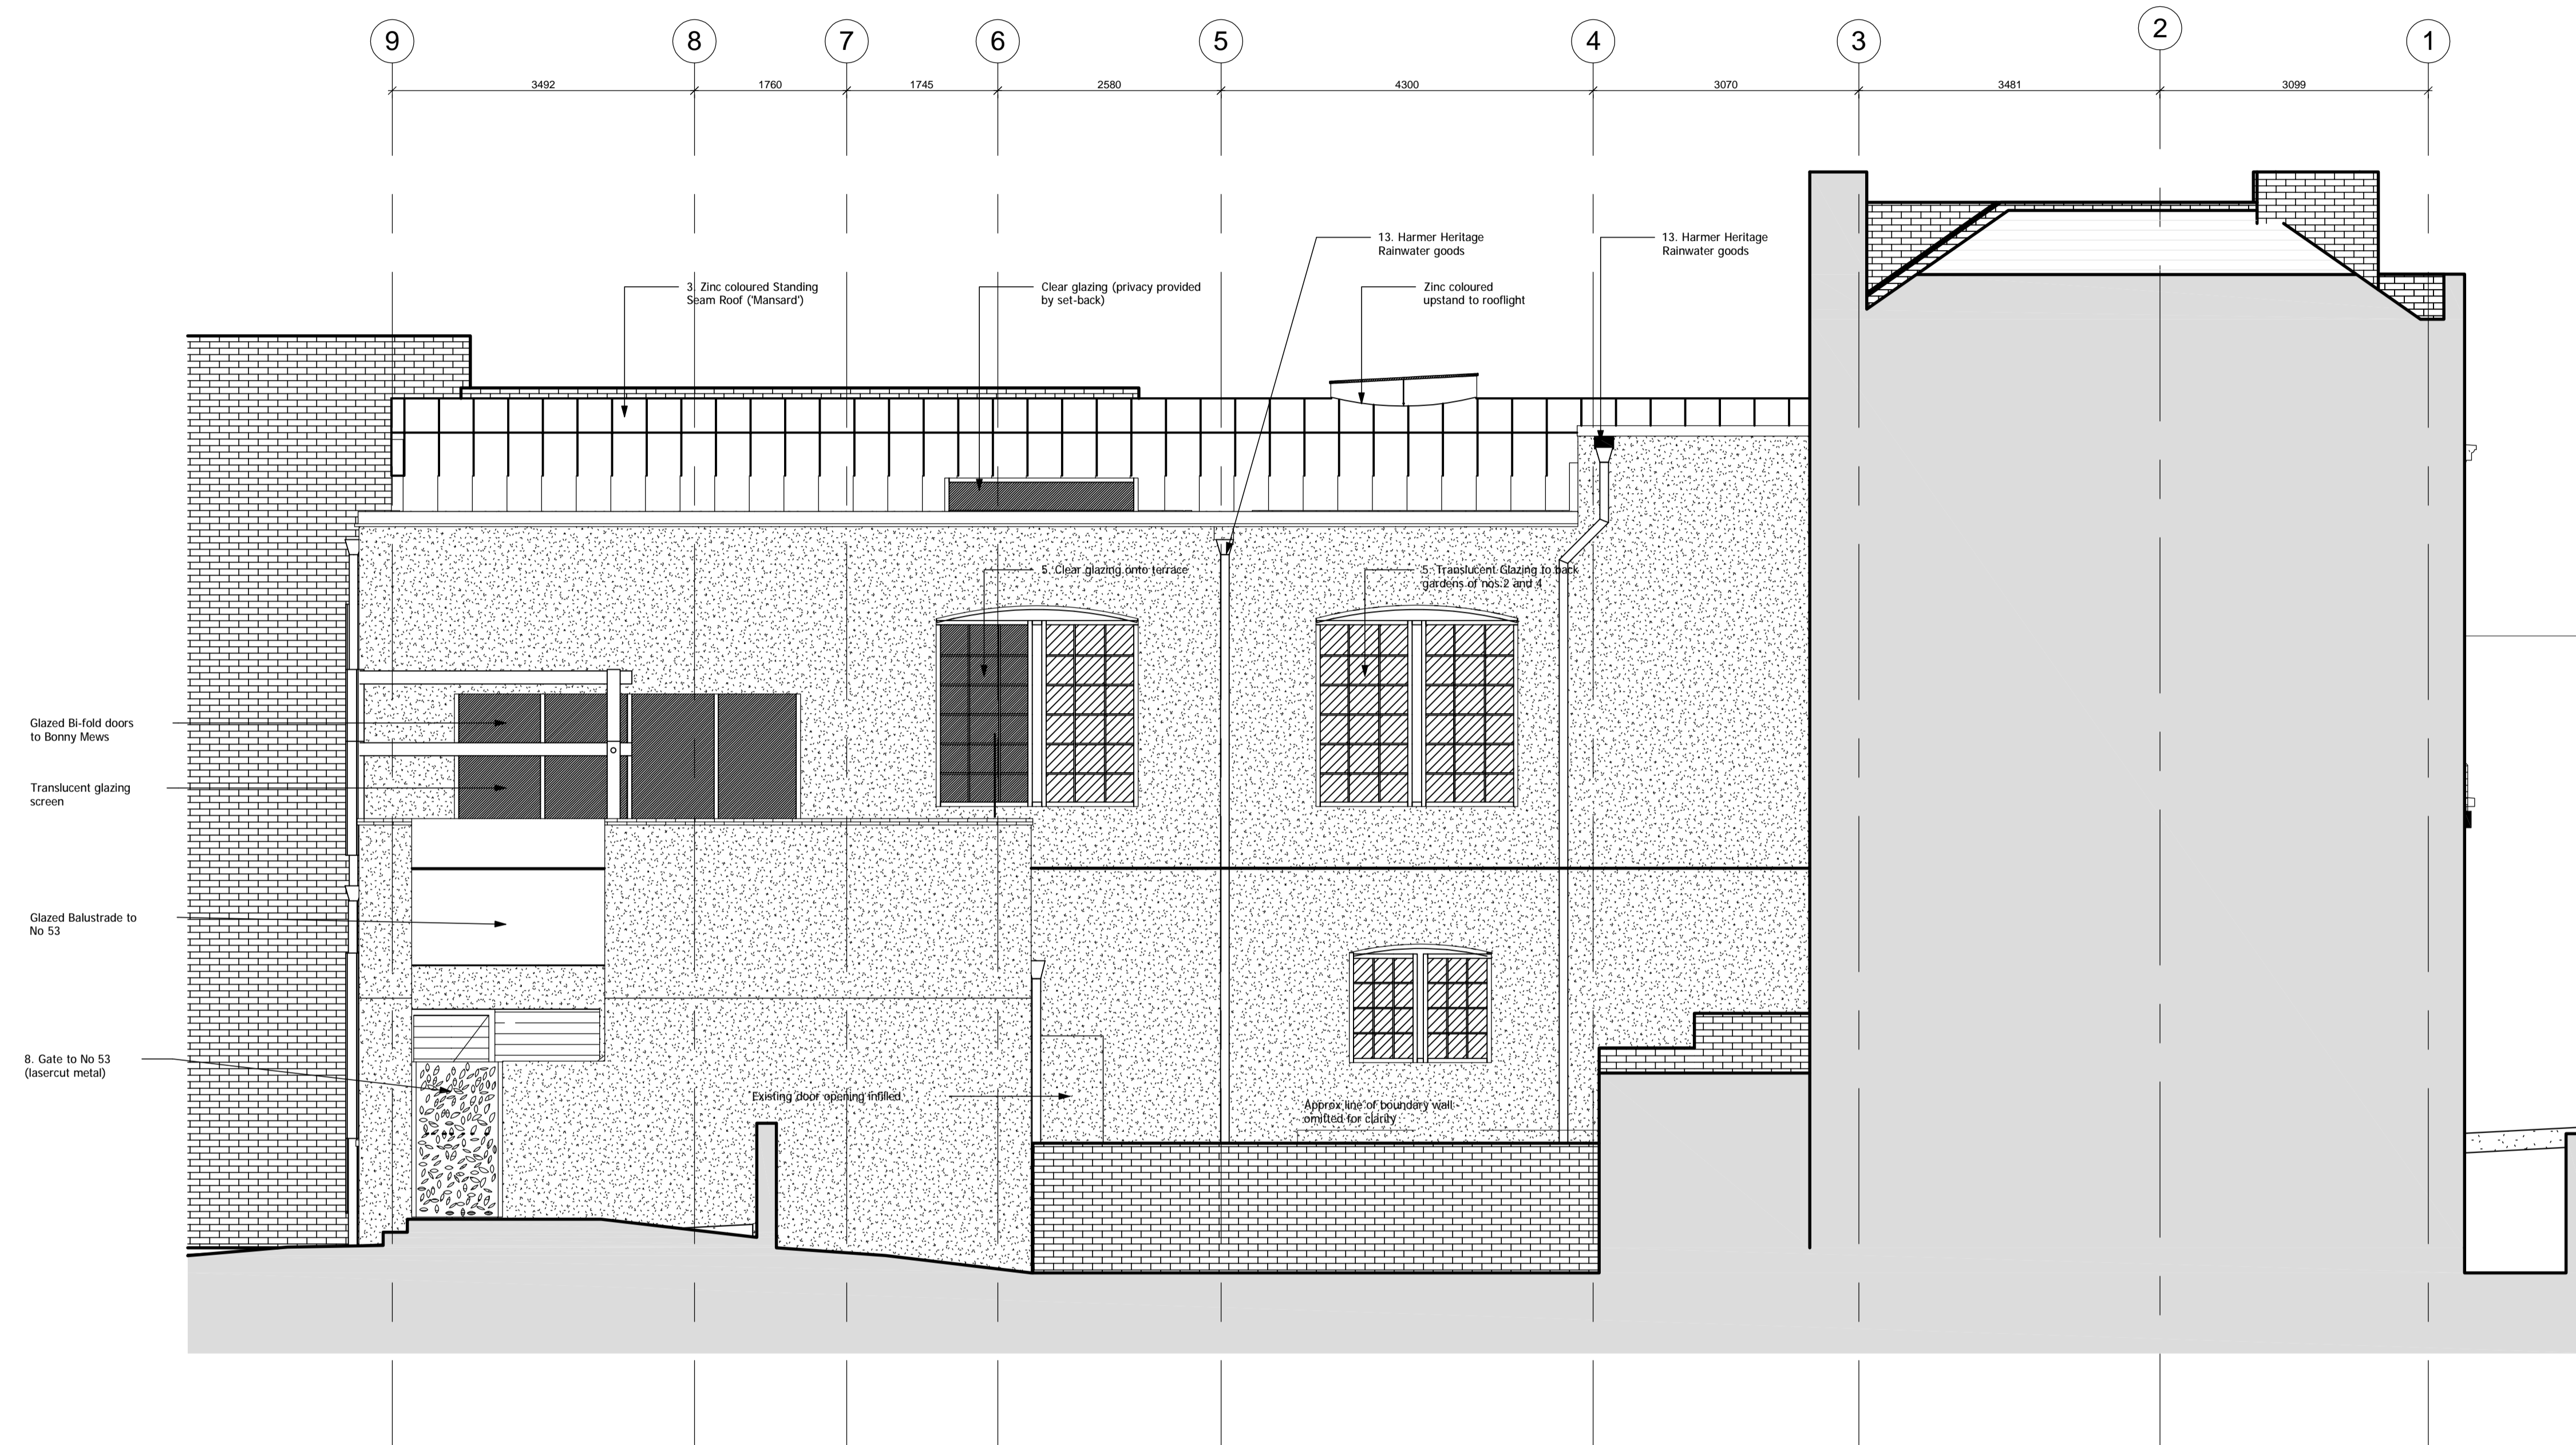 9
8
7
6
5
4
3
2
1
3492
1760
1745
2580
4300
3070
3481
3099
13. Harmer Heritage
Rainwater goods
13. Harmer Heritage
Rainwater goods
3. Zinc coloured Standing
Seam Roof ('Mansard')
Clear glazing (privacy provided
by set-back)
Zinc coloured
upstand to rooflight
5. Clear glazing onto terrace
5. Translucent Glazing to back
gardens of nos.2 and 4
Glazed Bi-fold doors
to Bonny Mews
Translucent glazing
screen
Glazed Balustrade to
No 53
8. Gate to No 53
(lasercut metal)
Existing door opening infilled
Approx line of boundary wall
omitted for clarity